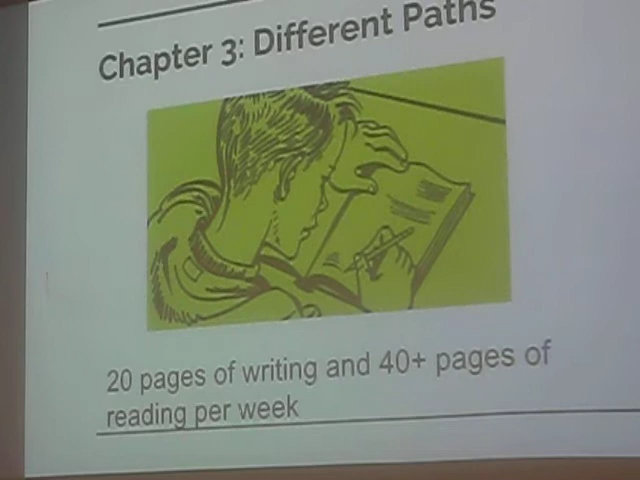 Chapter 3: Different Paths
20 pages of writing and 40+ pages of
reading per week